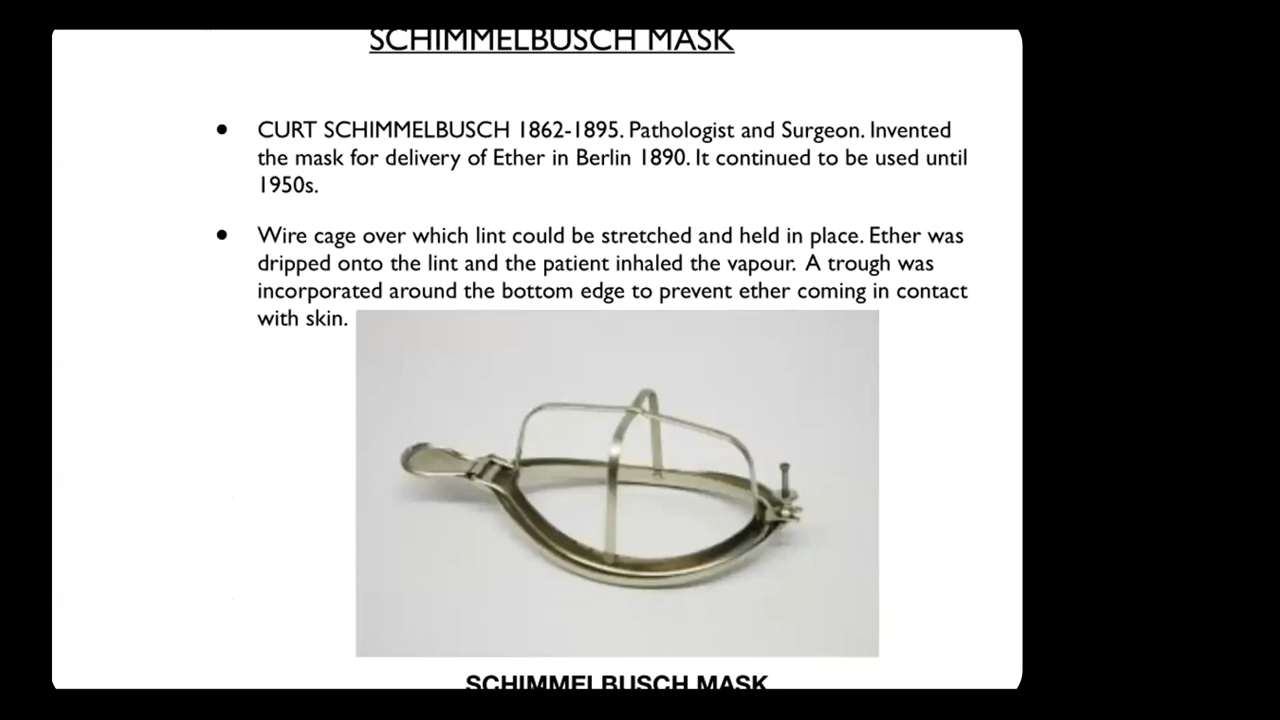 SCHIMMELBUSCH MASK
• CURT SCHIMMELBUSCH 1862-1895. Pathologist and Surgeon. Invented
the mask for delivery of Ether in Berlin 1890. It continued to be used until
1950s.
• Wire cage over which lint could be stretched and held in place. Ether was
dripped onto the lint and the patient inhaled the vapour. A trough was
incorporated around the bottom edge to prevent ether coming in contact
with skin.
SCHIMMELBUSCH MASK